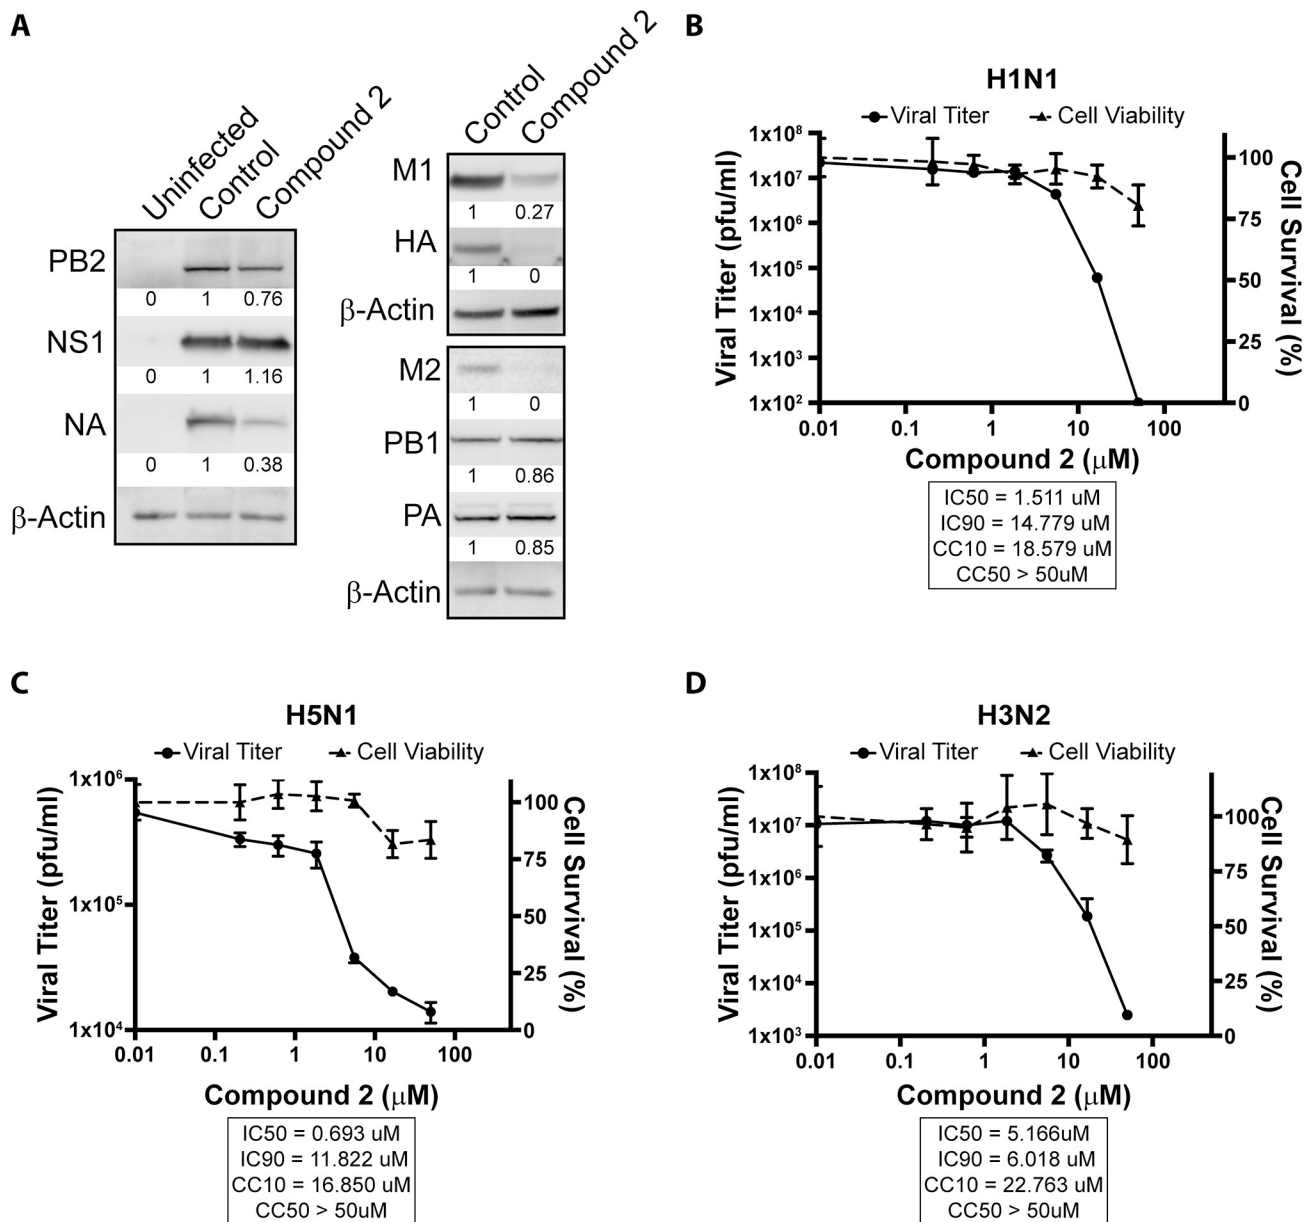 A
Uninfected
Control
Compound 2
PB2
0 1 0.76
NS1
0 1 1.16
NA
0 1 0.38
β-Actin
Control
Compound 2
M1
1 0.27
HA
1 0
β-Actin
M2
1 0
PB1
1 0.86
PA
1 0.85
β-Actin
B
H1N1
Viral Titer Cell Viability
Viral Titer (pfu/ml)
1x10⁸
1x10⁷
1x10⁶
1x10⁵
1x10⁴
1x10³
1x10²
100
75
50
25
0
Cell Survival (%)
0.01 0.1 1 10 100
Compound 2 (μM)
IC50 = 1.511 uM
IC90 = 14.779 uM
CC10 = 18.579 uM
CC50 > 50uM
C
H5N1
Viral Titer Cell Viability
Viral Titer (pfu/ml)
1x10⁶
1x10⁵
1x10⁴
100
75
50
25
0
Cell Survival (%)
0.01 0.1 1 10 100
Compound 2 (μM)
IC50 = 0.693 uM
IC90 = 11.822 uM
CC10 = 16.850 uM
CC50 > 50uM
D
H3N2
Viral Titer Cell Viability
Viral Titer (pfu/ml)
1x10⁸
1x10⁷
1x10⁶
1x10⁵
1x10⁴
1x10³
100
75
50
25
0
Cell Survival (%)
0.01 0.1 1 10 100
Compound 2 (μM)
IC50 = 5.166uM
IC90 = 6.018 uM
CC10 = 22.763 uM
CC50 > 50uM